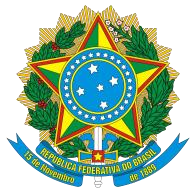 REPÚBLICA FEDERATIVA DO BRASIL
15 de Novembro
de 1889